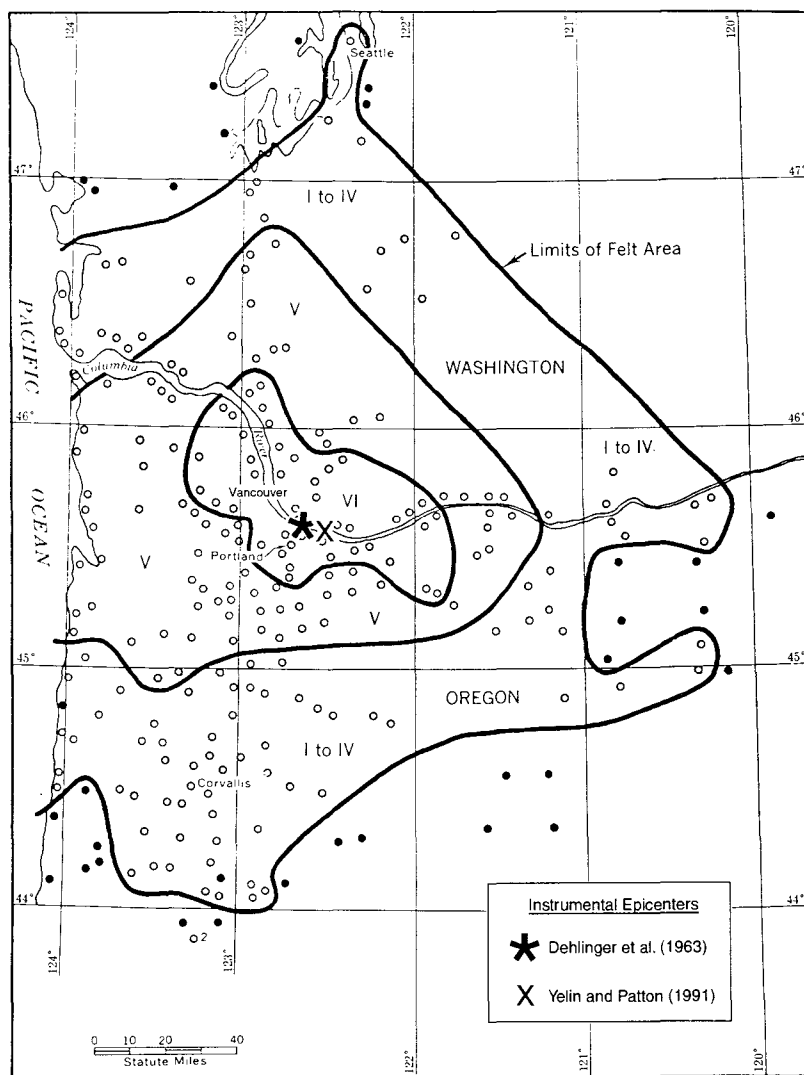 124°
123°
122°
121°
120°
Seattle
47°
47°
I to IV
Limits of Felt Area
V
PACIFIC
WASHINGTON
Columbia
46°
46°
I to IV
River
Vancouver
VI
OCEAN
Portland
V
V
45°
45°
OREGON
I to IV
Corvallis
44°
44°
2
Instrumental Epicenters
Dehlinger et al. (1963)
X Yelin and Patton (1991)
124°
123°
122°
121°
120°
0 10 20 30 40
Statute Miles